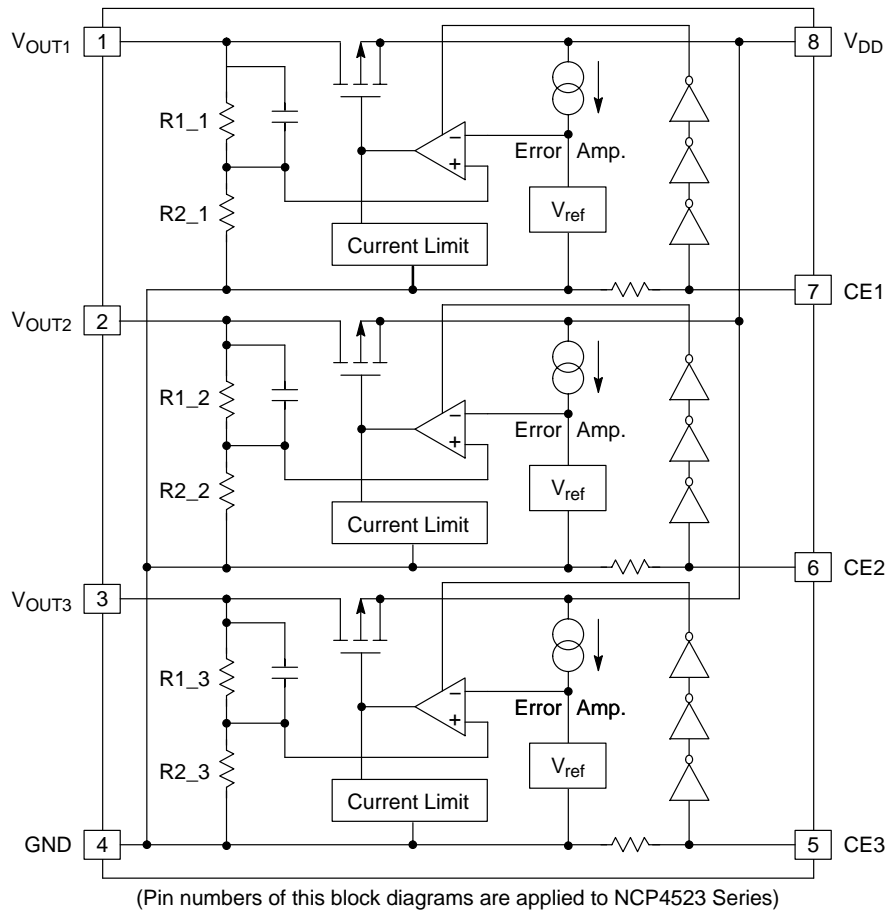 VOUT1 1 8 VDD
R1_1
Error Amp.
− +
R2_1 Vref
Current Limit
7 CE1
VOUT2 2
R1_2
Error Amp.
− +
R2_2 Vref
Current Limit
6 CE2
VOUT3 3
R1_3
Error Amp.
− +
R2_3 Vref
Current Limit
GND 4 5 CE3
(Pin numbers of this block diagrams are applied to NCP4523 Series)